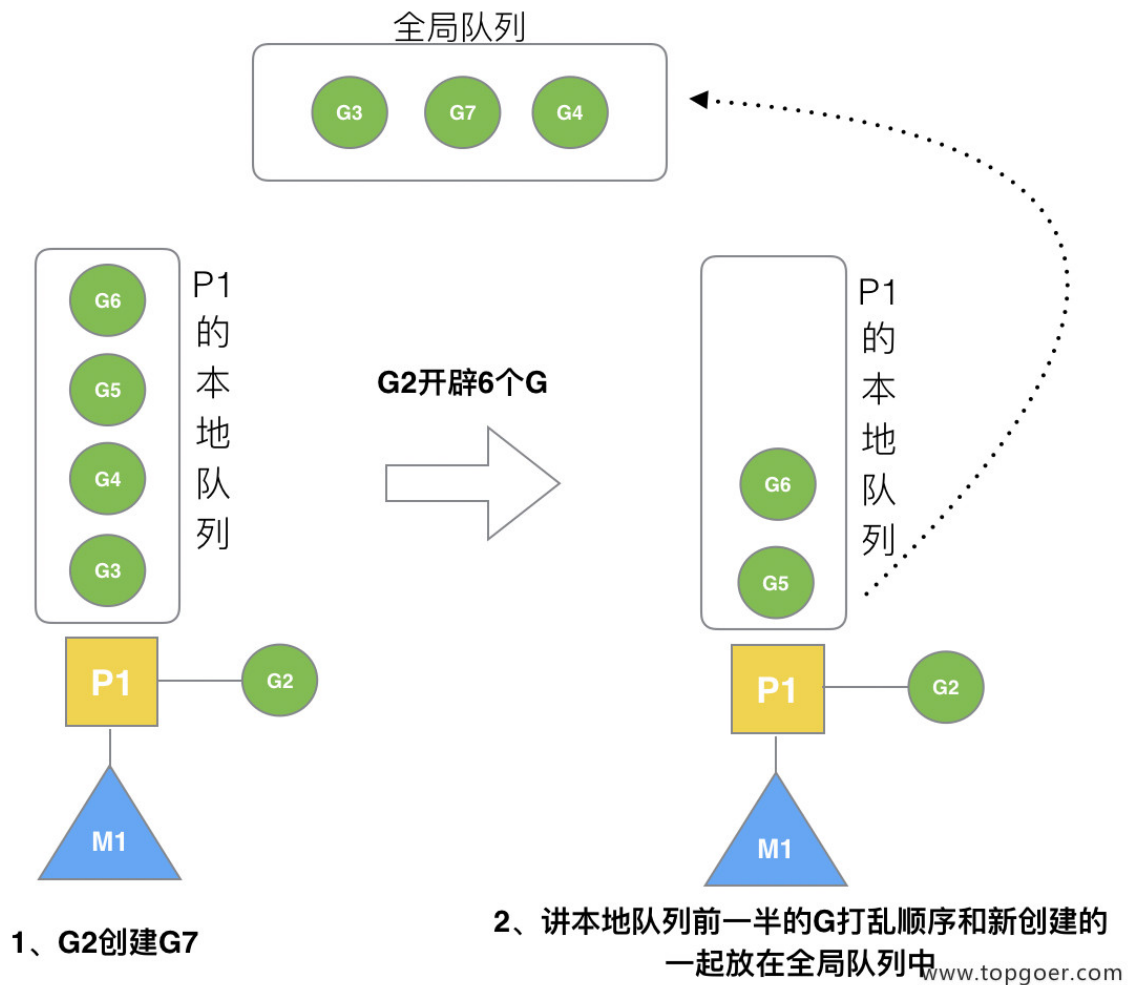 全局队列
G3
G7
G4
G6
G5
G4
G3
P1
的
本
地
队
列
P1
G2
M1
1、G2创建G7
G2开辟6个G
G6
G5
P1
的
本
地
队
列
P1
G2
M1
2、讲本地队列前一半的G打乱顺序和新创建的
一起放在全局队列中
www.topgoer.com